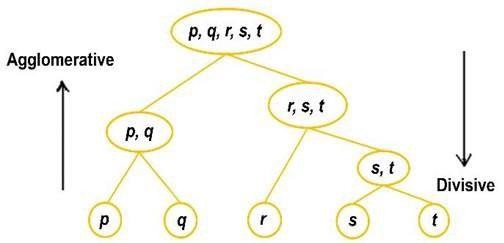 p, q, r, s, t
Agglomerative
r, s, t
p, q
s, t
Divisive
p q r s t